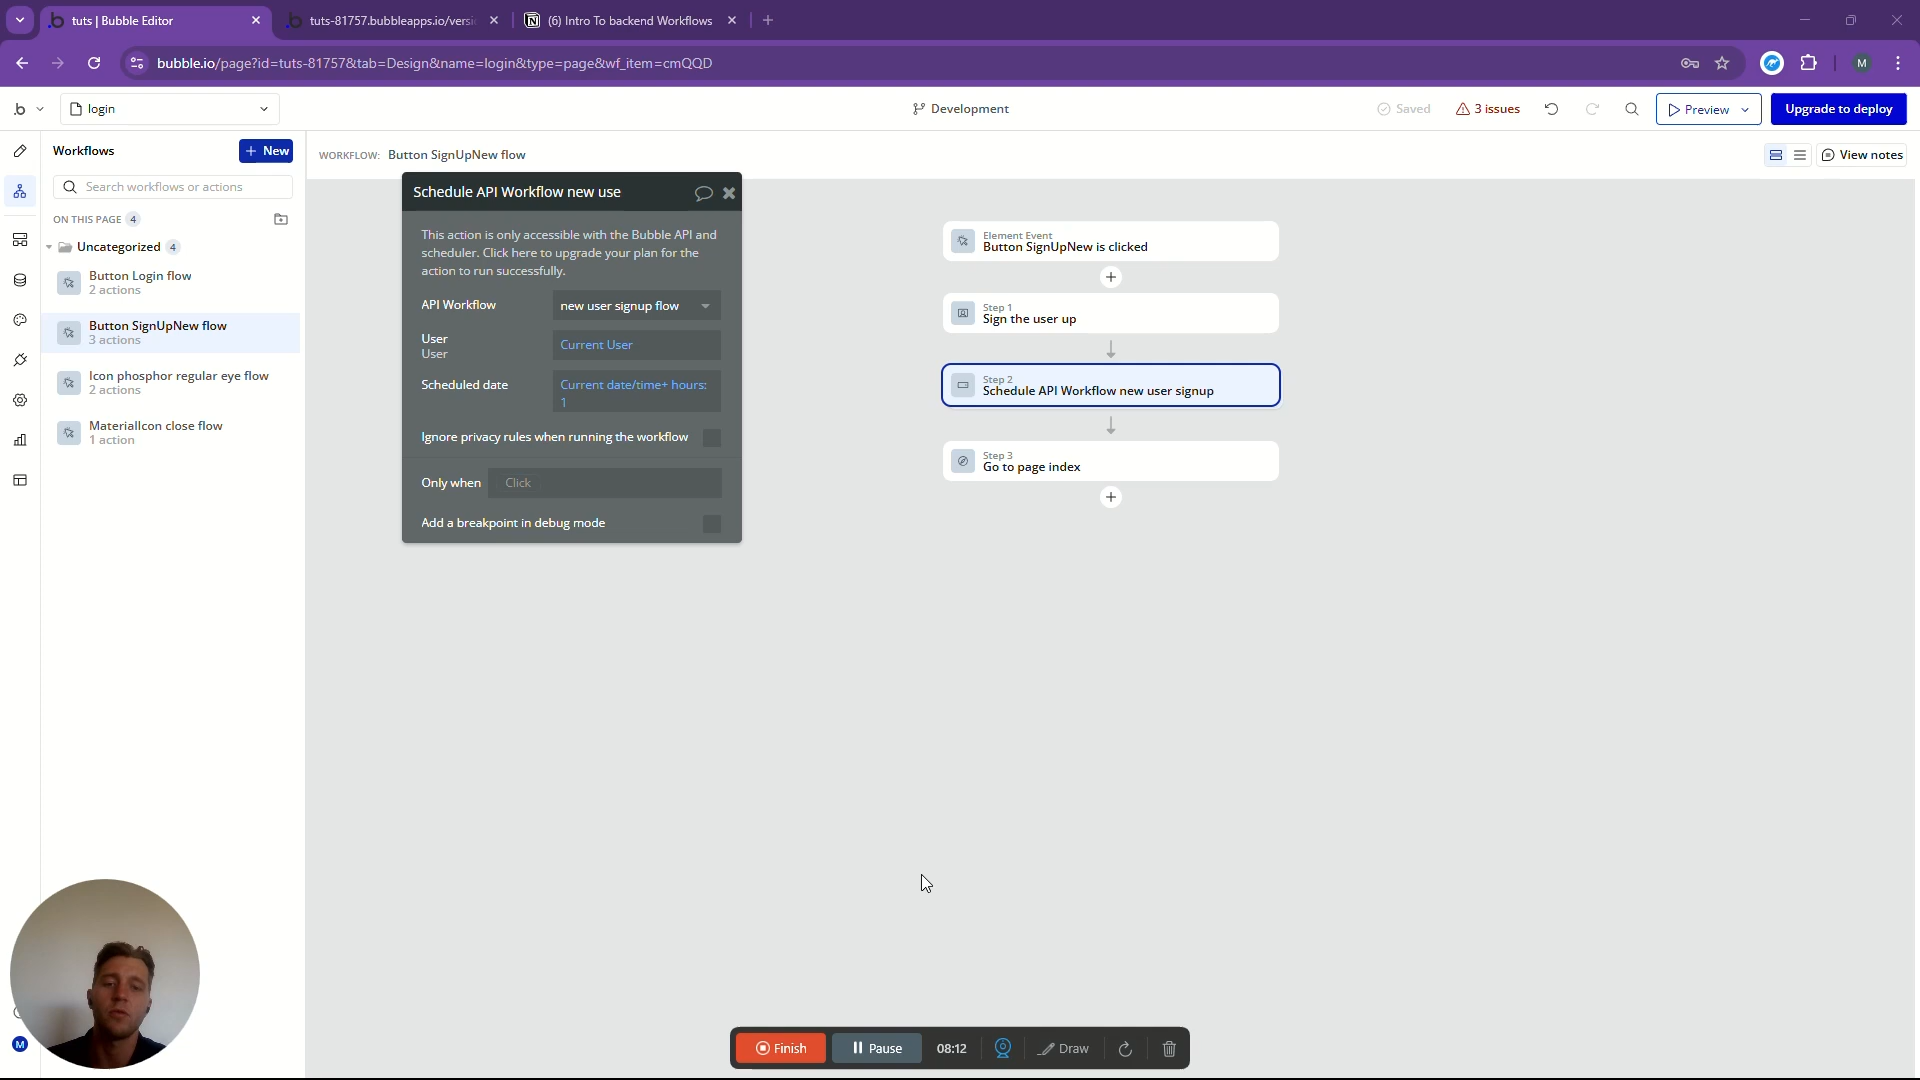 tuts | Bubble Editor
tuts-81757.bubbleapps.io/versi
(6) Intro To backend Workflows
bubble.io/page?id=tuts-81757&tab=Design&name=login&type=page&wf_item=cmQQD
M
login
Development
Saved
3 issues
Preview
Upgrade to deploy
Workflows
+ New
WORKFLOW: Button SignUpNew flow
View notes
Search workflows or actions
ON THIS PAGE 4
Uncategorized 4
Button Login flow
2 actions
Button SignUpNew flow
3 actions
Icon phosphor regular eye flow
2 actions
MaterialIcon close flow
1 action
Schedule API Workflow new use
This action is only accessible with the Bubble API and
scheduler. Click here to upgrade your plan for the
action to run successfully.
API Workflow
new user signup flow
User
User
Current User
Scheduled date
Current date/time+ hours:
1
Ignore privacy rules when running the workflow
Only when
Click
Add a breakpoint in debug mode
Element Event
Button SignUpNew is clicked
Step 1
Sign the user up
Step 2
Schedule API Workflow new user signup
Step 3
Go to page index
M
Finish
Pause
08:12
Draw